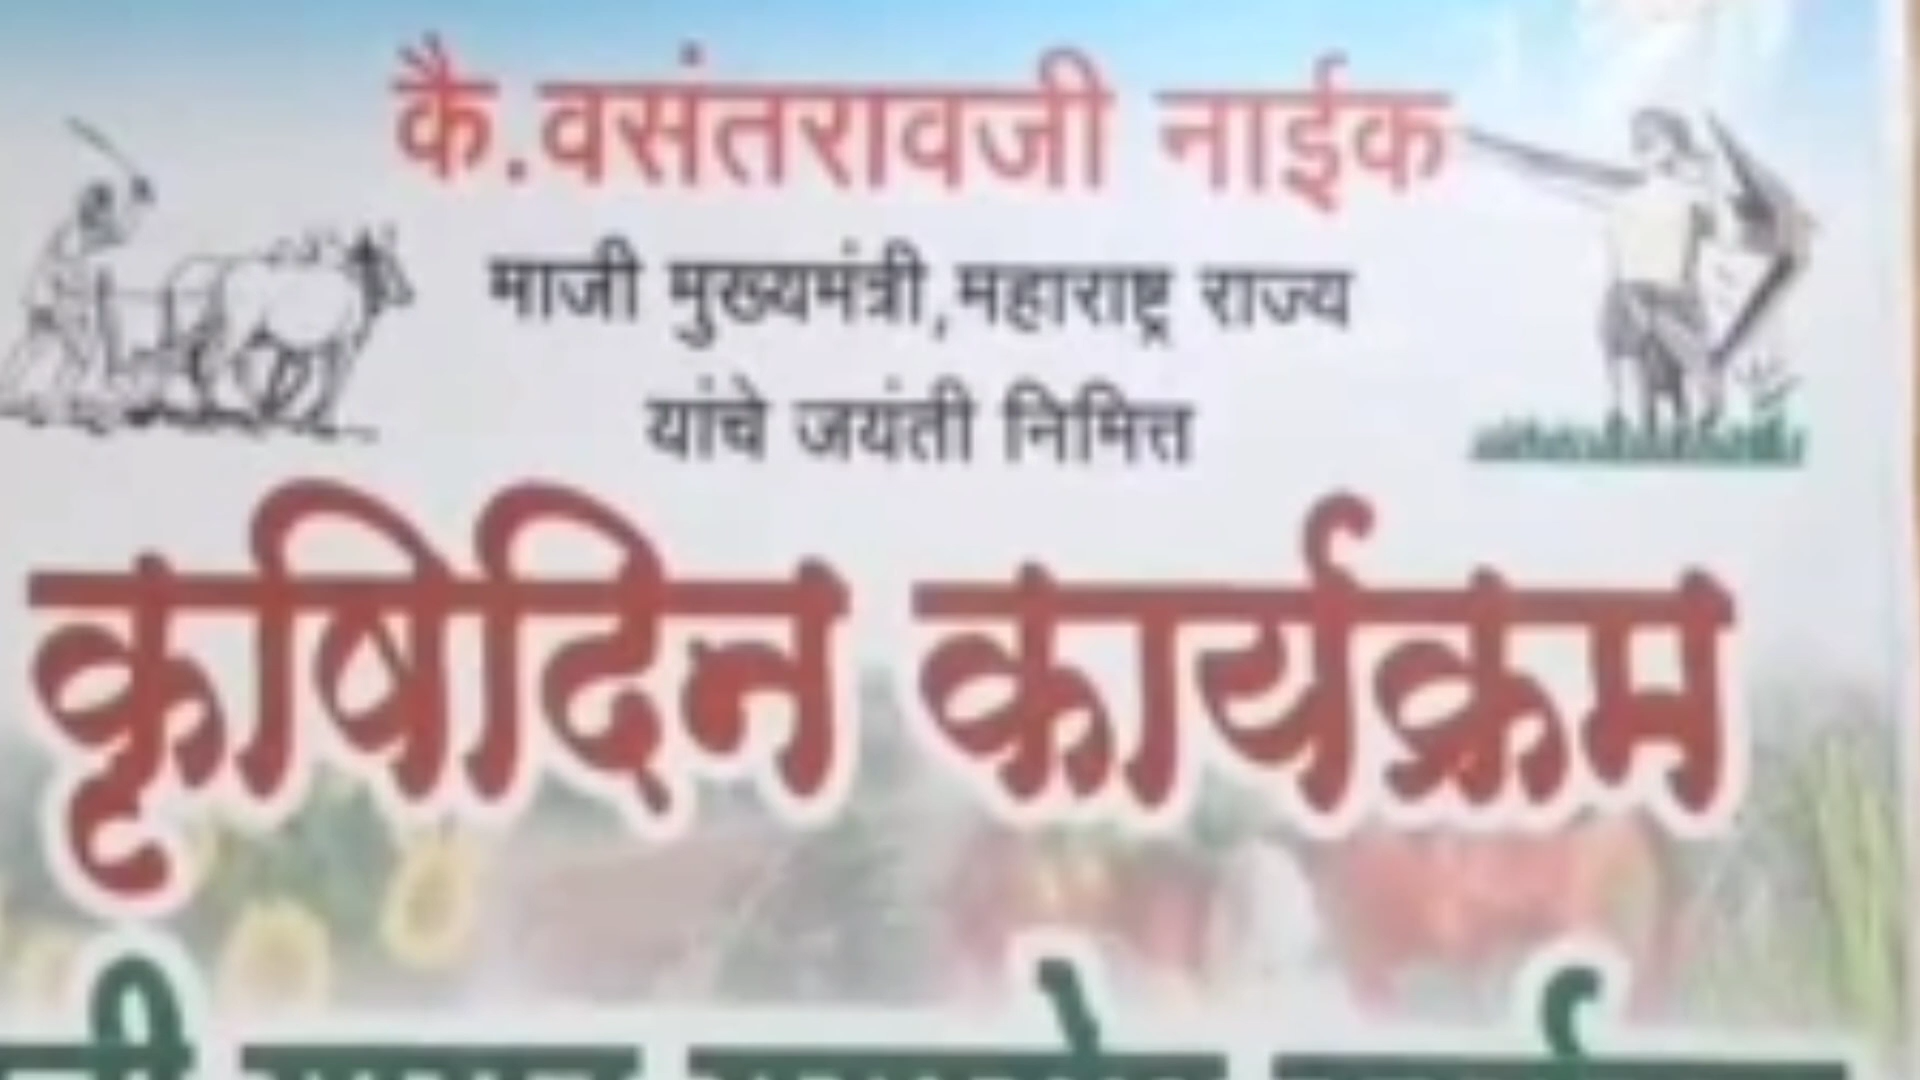 कै.वसंतरावजी नाईक
माजी मुख्यमंत्री,महाराष्ट्र राज्य
यांचे जयंती निमित्त
कृषिदिन कार्यक्रम